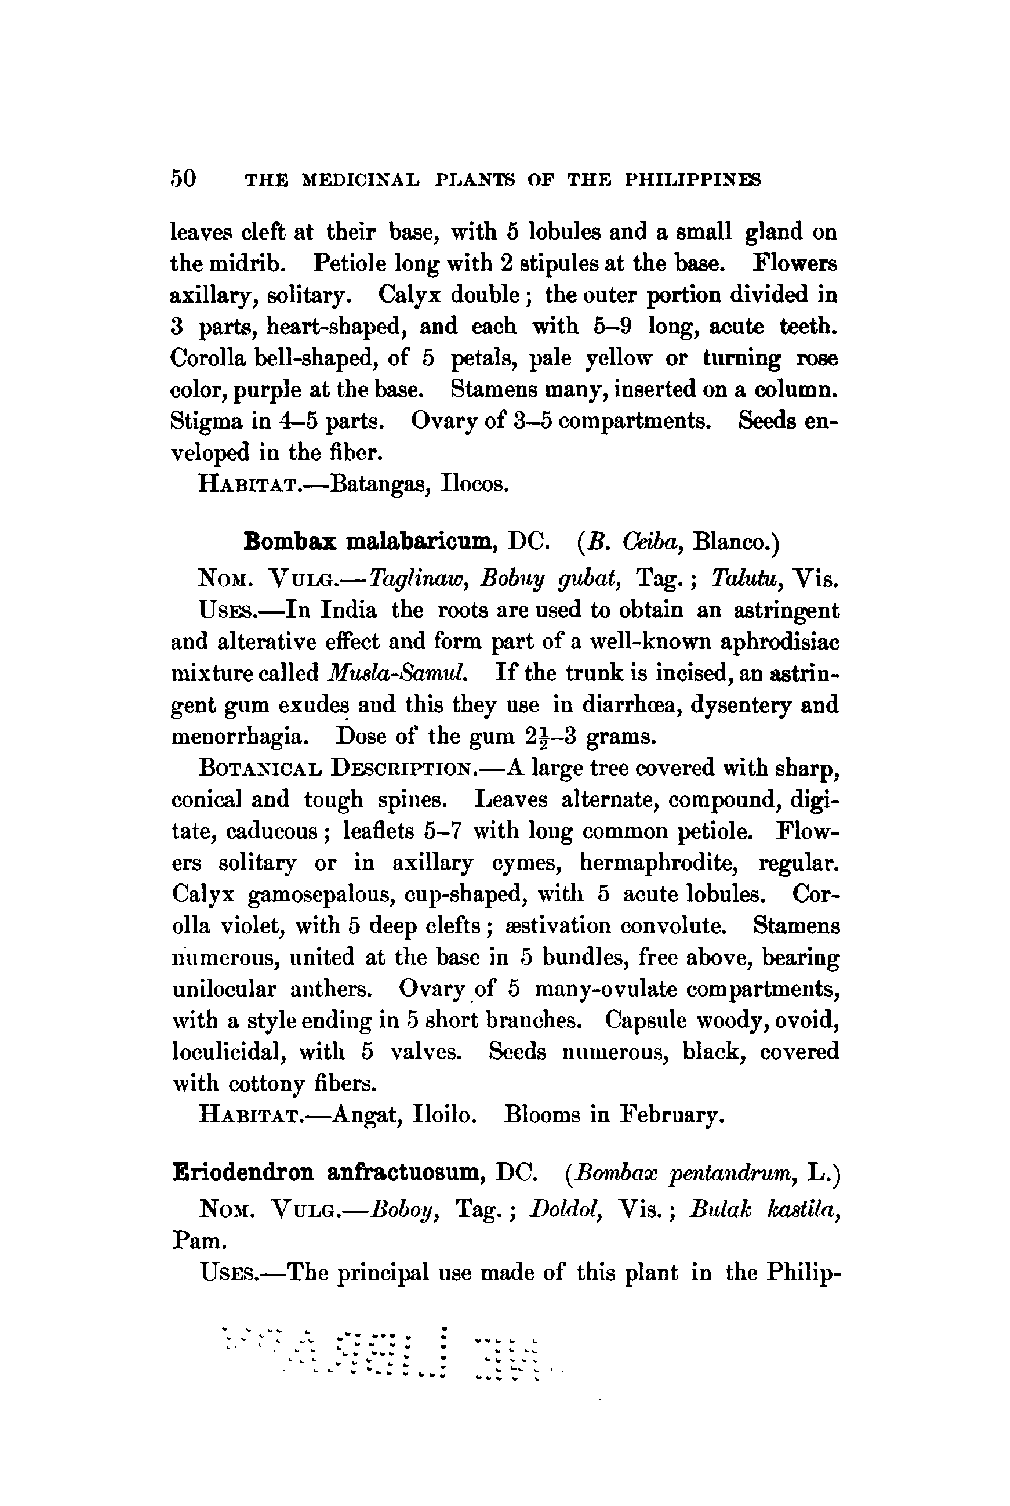 50 THE MEDICINAL PLANTS OF THE PHILIPPINES
leaves cleft at their base, with 5 lobules and a small gland on
the midrib. Petiole long with 2 stipules at the base. Flowers
axillary, solitary. Calyx double; the outer portion divided in
3 parts, heart-shaped, and each with 5–9 long, acute teeth.
Corolla bell-shaped, of 5 petals, pale yellow or turning rose
color, purple at the base. Stamens many, inserted on a column.
Stigma in 4–5 parts. Ovary of 3–5 compartments. Seeds en-
veloped in the fiber.
HABITAT.—Batangas, Ilocos.
Bombax malabaricum, DC. (B. Ceiba, Blanco.)
NOM. VULG.—Taglinaw, Bobuy gubat, Tag.; Talutu, Vis.
USES.—In India the roots are used to obtain an astringent
and alterative effect and form part of a well-known aphrodisiac
mixture called Musla-Samul. If the trunk is incised, an astrin-
gent gum exudes and this they use in diarrhœa, dysentery and
menorrhagia. Dose of the gum 2½–3 grams.
BOTANICAL DESCRIPTION.—A large tree covered with sharp,
conical and tough spines. Leaves alternate, compound, digi-
tate, caducous; leaflets 5–7 with long common petiole. Flow-
ers solitary or in axillary cymes, hermaphrodite, regular.
Calyx gamosepalous, cup-shaped, with 5 acute lobules. Cor-
olla violet, with 5 deep clefts; æstivation convolute. Stamens
numerous, united at the base in 5 bundles, free above, bearing
unilocular anthers. Ovary of 5 many-ovulate compartments,
with a style ending in 5 short branches. Capsule woody, ovoid,
loculicidal, with 5 valves. Seeds numerous, black, covered
with cottony fibers.
HABITAT.—Angat, Iloilo. Blooms in February.
Eriodendron anfractuosum, DC. (Bombax pentandrum, L.)
NOM. VULG.—Boboy, Tag.; Doldol, Vis.; Bulak kastila,
Pam.
USES.—The principal use made of this plant in the Philip-